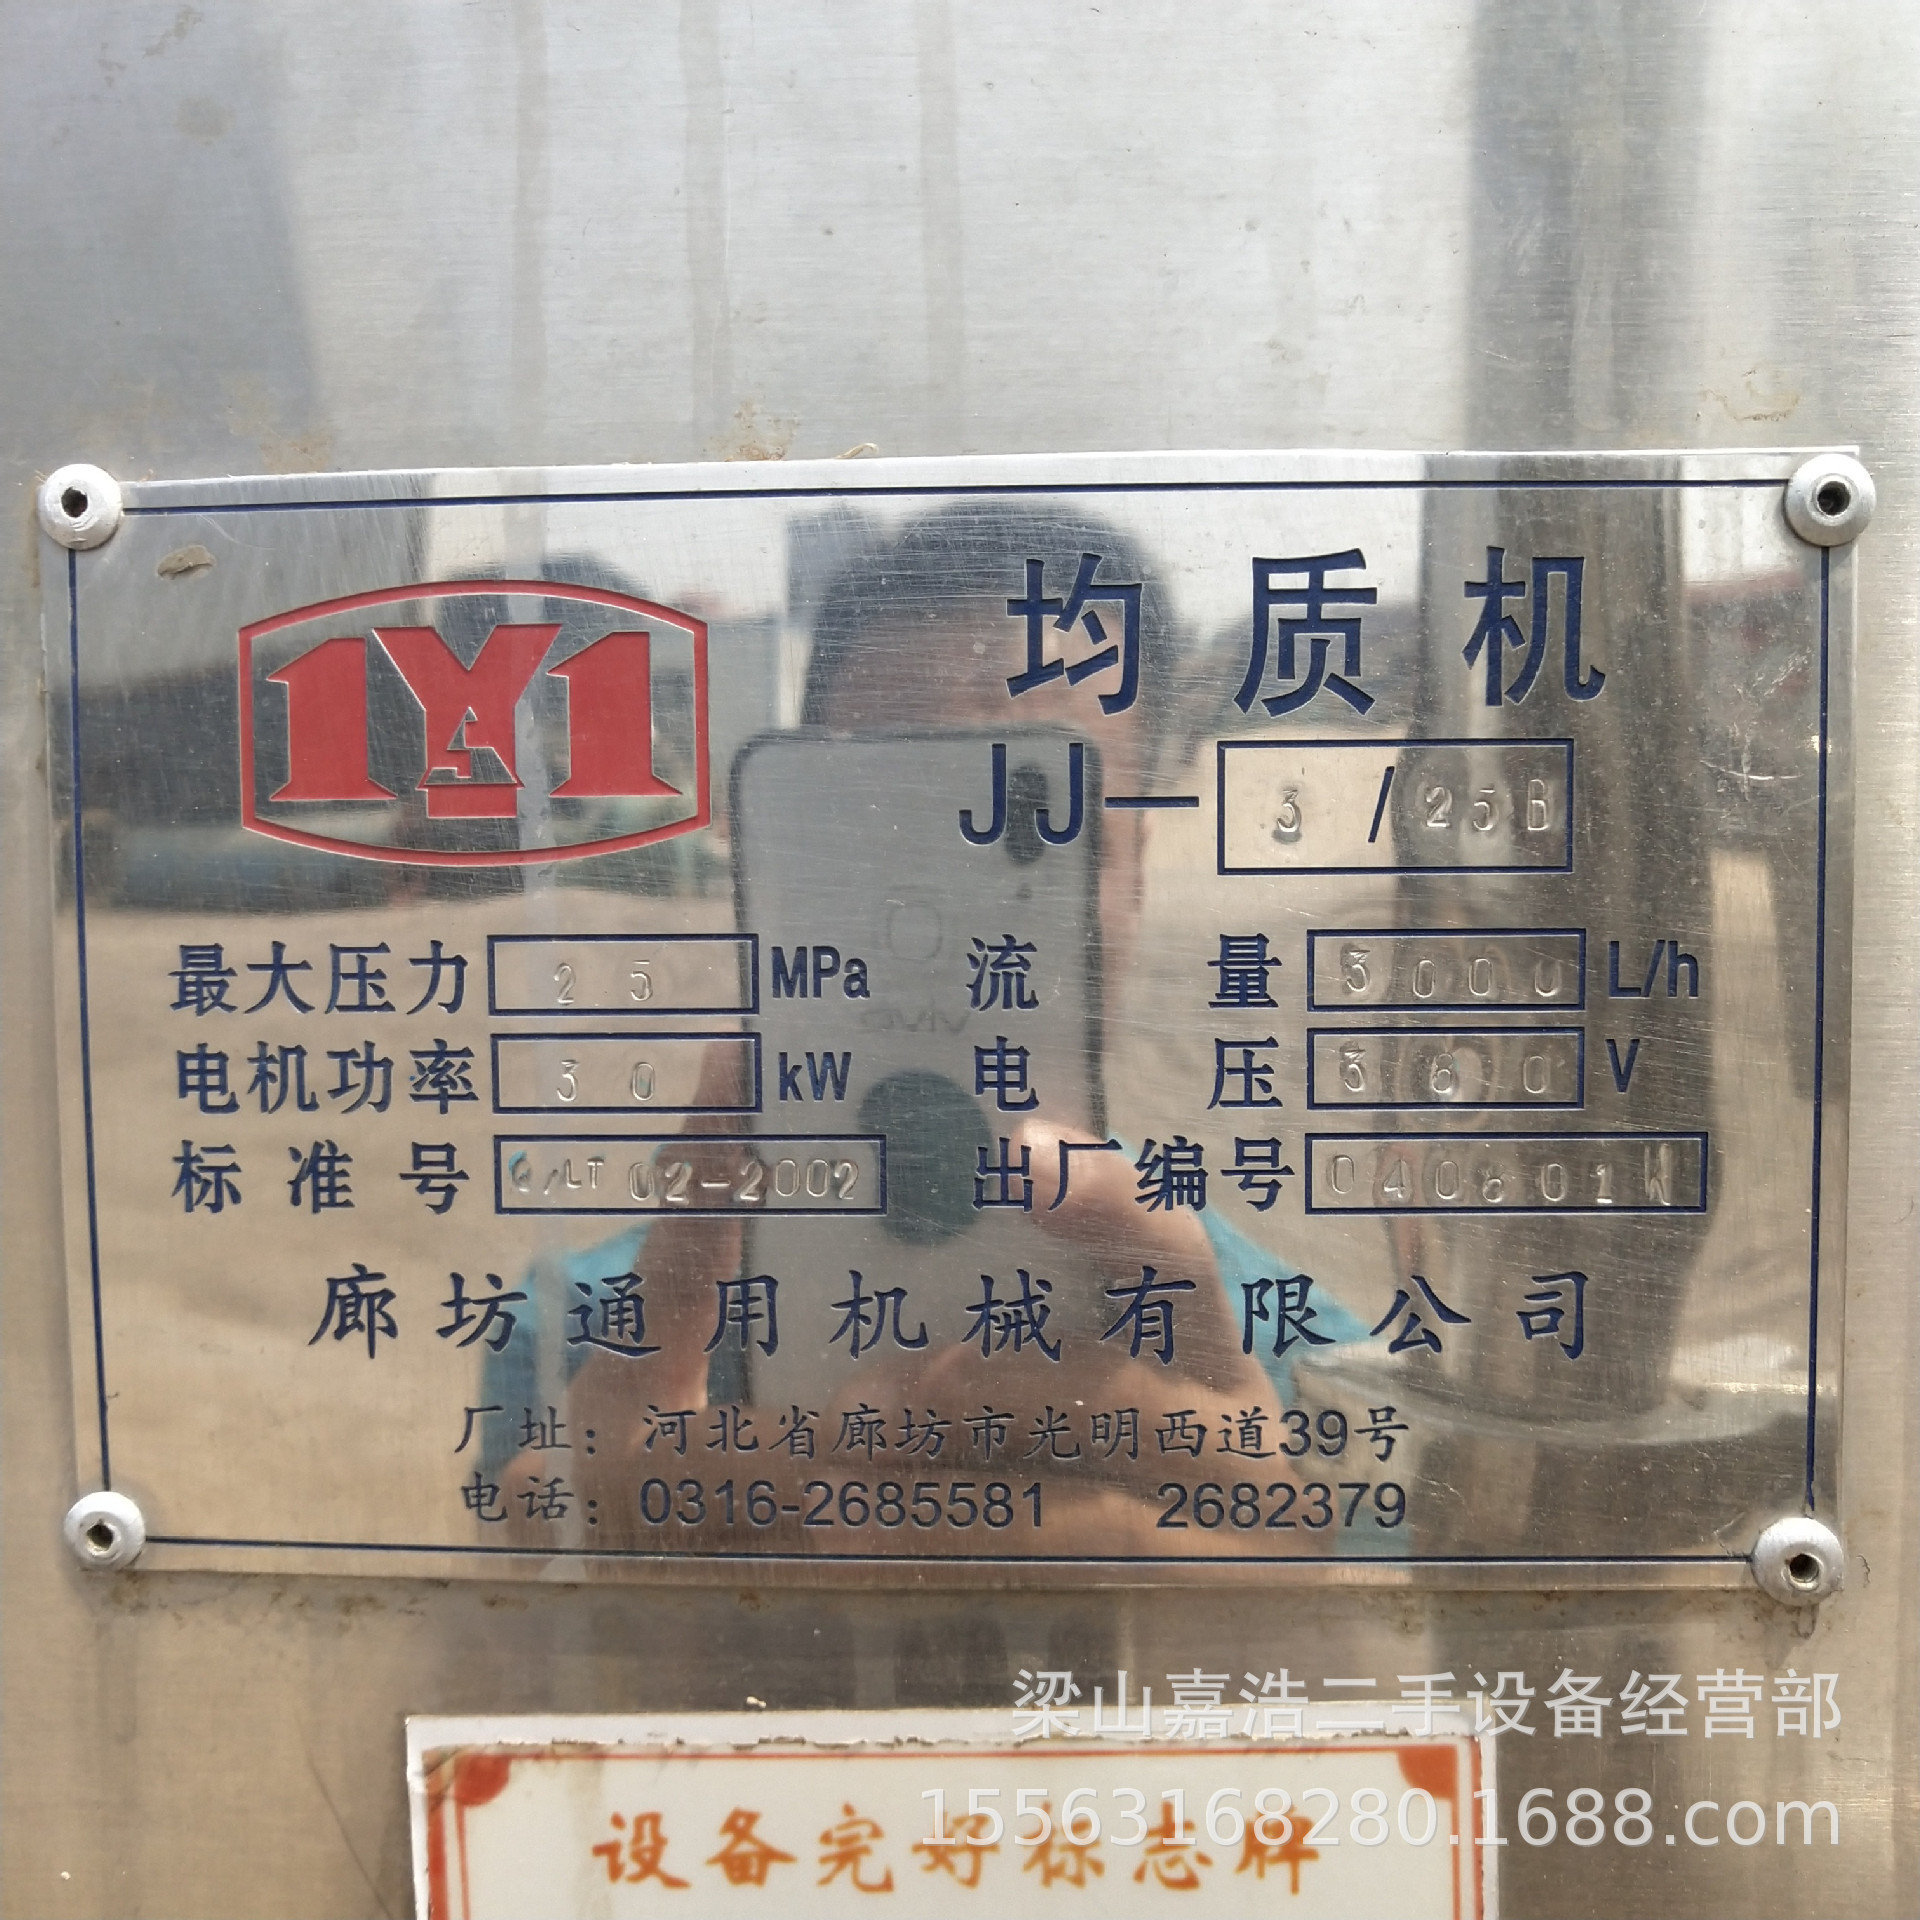 均质机
JJ-3/25B
最大压力 25 MPa 流量 3000 L/h
电机功率 30 kW 电压 380 V
标准号 Q/LT 02-2002 出厂编号 040801W
廊坊通用机械有限公司
厂址：河北省廊坊市光明西道39号
电话：0316-2685581 2682379
梁山嘉浩二手设备经营部
15563168280.1688.com
设备完好标志牌